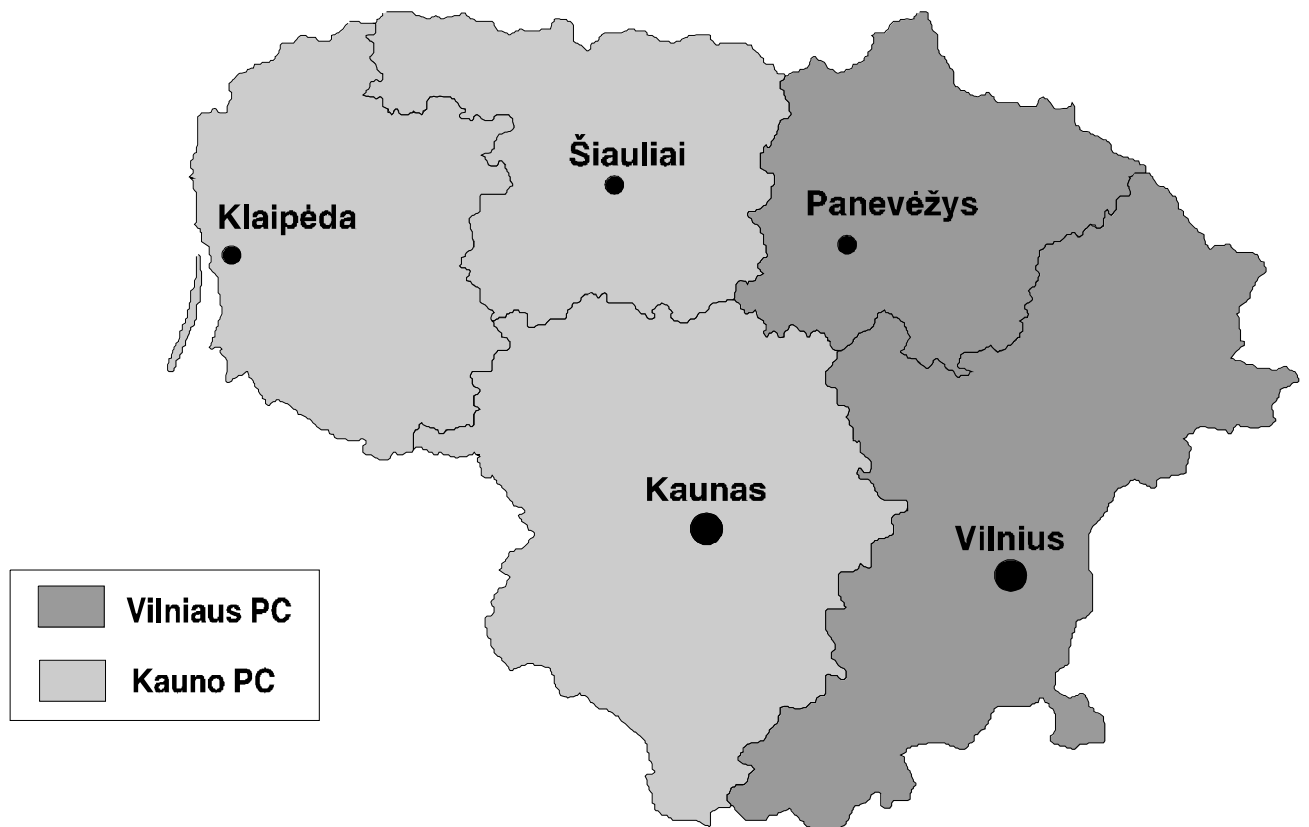 Šiauliai
Panevėžys
Klaipėda
Kaunas
Vilnius
Vilniaus PC
Kauno PC